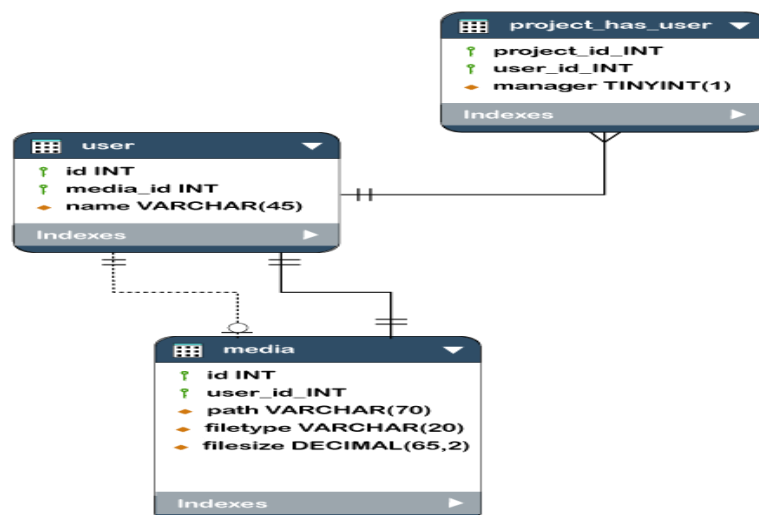 project_has_user
project_id_INT
user_id_INT
manager TINYINT(1)
Indexes
user
id INT
media_id INT
name VARCHAR(45)
Indexes
media
id INT
user_id_INT
path VARCHAR(70)
filetype VARCHAR(20)
filesize DECIMAL(65,2)
Indexes